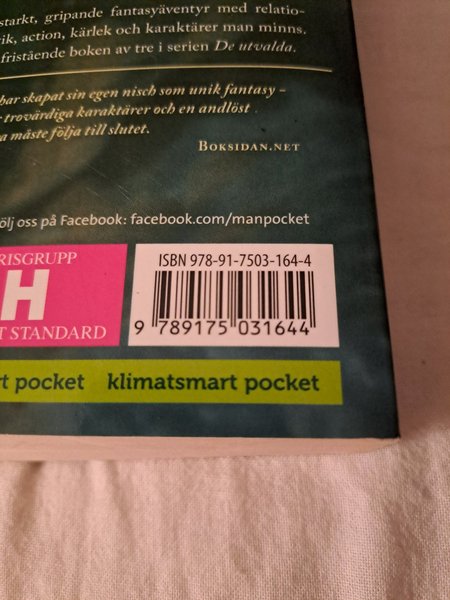 starkt, gripande fantasyäventyr med relatio-
ik, action, kärlek och karaktärer man minns.
fristående boken av tre i serien De utvalda.
har skapat sin egen nisch som unik fantasy –
trovärdiga karaktärer och en andlöst
a måste följa till slutet.
BOKSIDAN.NET
ölj oss på Facebook: facebook.com/manpocket
RISGRUPP
H
T STANDARD
ISBN 978-91-7503-164-4
9 789175 031644
rt pocket klimatsmart pocket